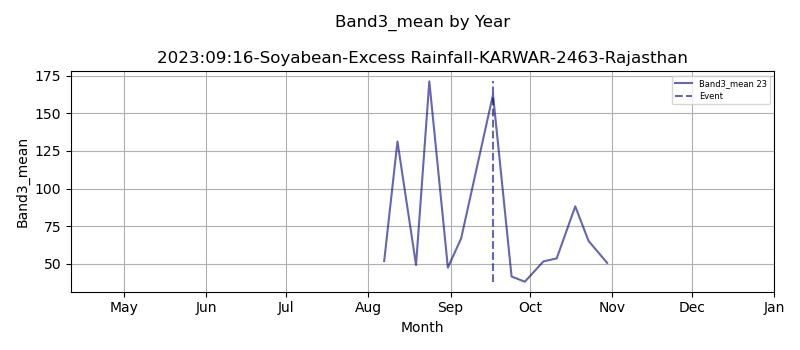 Band3_mean by Year
2023:09:16-Soyabean-Excess Rainfall-KARWAR-2463-Rajasthan
175
150
125
100
75
50
Band3_mean
Band3_mean 23
Event
May Jun Jul Aug Sep Oct Nov Dec Jan
Month